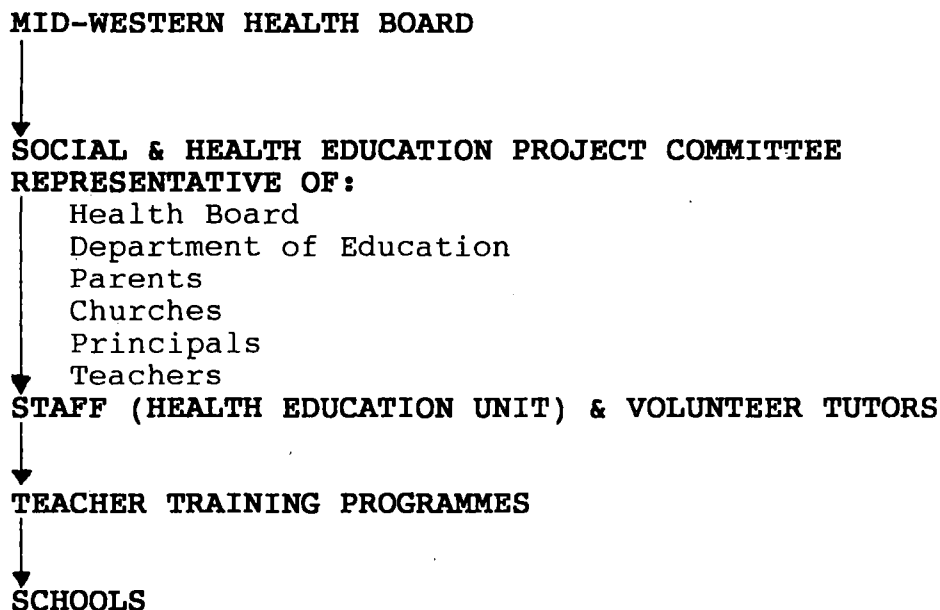 MID-WESTERN HEALTH BOARD
SOCIAL & HEALTH EDUCATION PROJECT COMMITTEE
REPRESENTATIVE OF:
Health Board
Department of Education
Parents
Churches
Principals
Teachers
STAFF (HEALTH EDUCATION UNIT) & VOLUNTEER TUTORS
TEACHER TRAINING PROGRAMMES
SCHOOLS